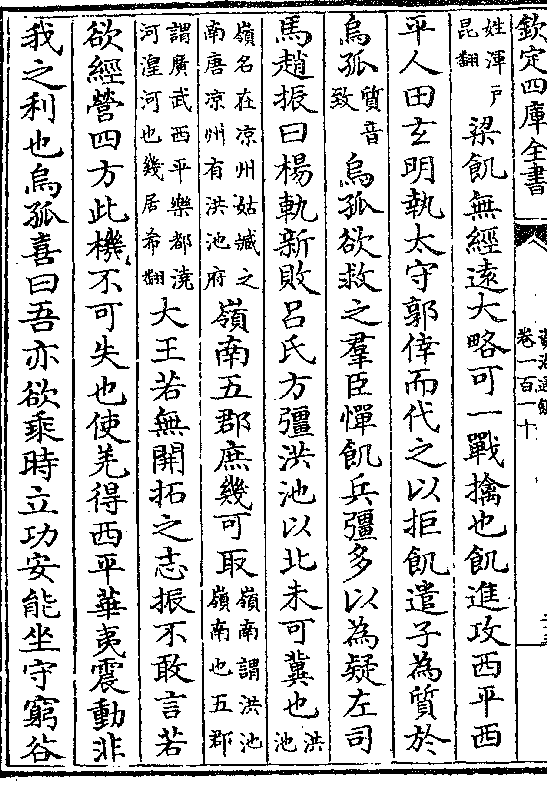 欽定四庫全書
卷一百一十
姓渾戶
昆翻
梁飢無經逺大略可一戰擒也飢進攻西平西
平人田玄明執太守郭倖而代之以拒飢遣子為質於
烏孤
質音
致
烏孤欲救之羣臣憚飢兵彊多以為疑左司
馬趙振曰楊軌新敗呂氏方彊洪池以北未可冀也
洪
池
嶺名在凉州姑臧之
南唐凉州有洪池府
嶺南五郡庶幾可取
嶺南謂洪池
嶺南也五郡
謂廣武西平樂都澆
河湟河也幾居希翻
大王若無開拓之志振不敢言若
欲經營四方此機不可失也使羌得西平華夷震動非
我之利也烏孤喜曰吾亦欲乘時立功安能坐守窮谷